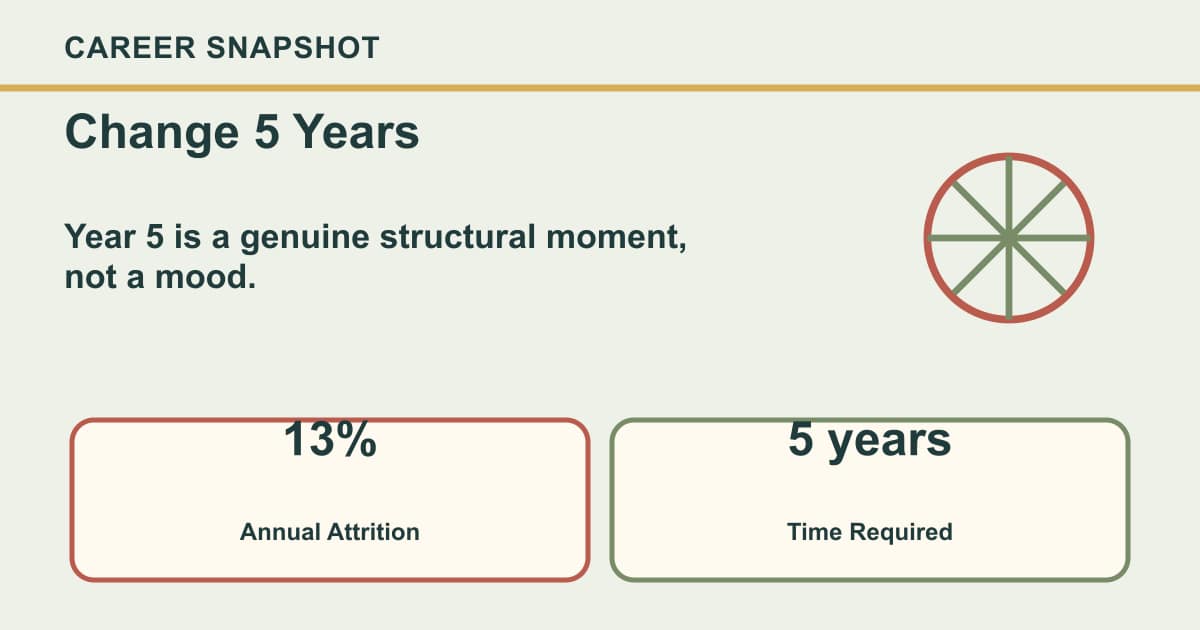 CAREER SNAPSHOT
Change 5 Years
Year 5 is a genuine structural moment,
not a mood.
13%
Annual Attrition
5 years
Time Required